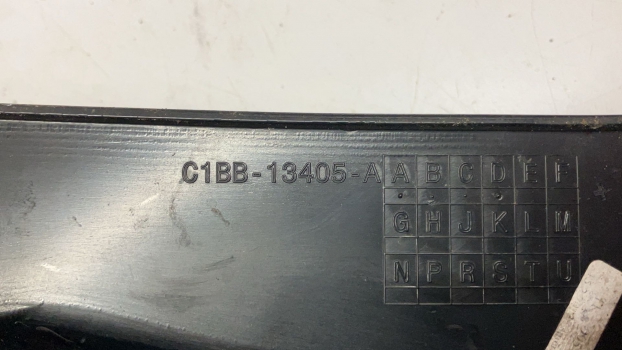 C1BB-13405-A A B C D E F
G H J K L M
N P R S T U